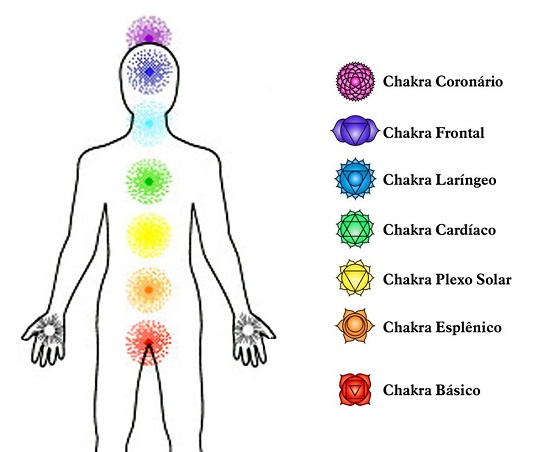 Chakra Coronário
Chakra Frontal
Chakra Laríngeo
Chakra Cardíaco
Chakra Plexo Solar
Chakra Esplênico
Chakra Básico